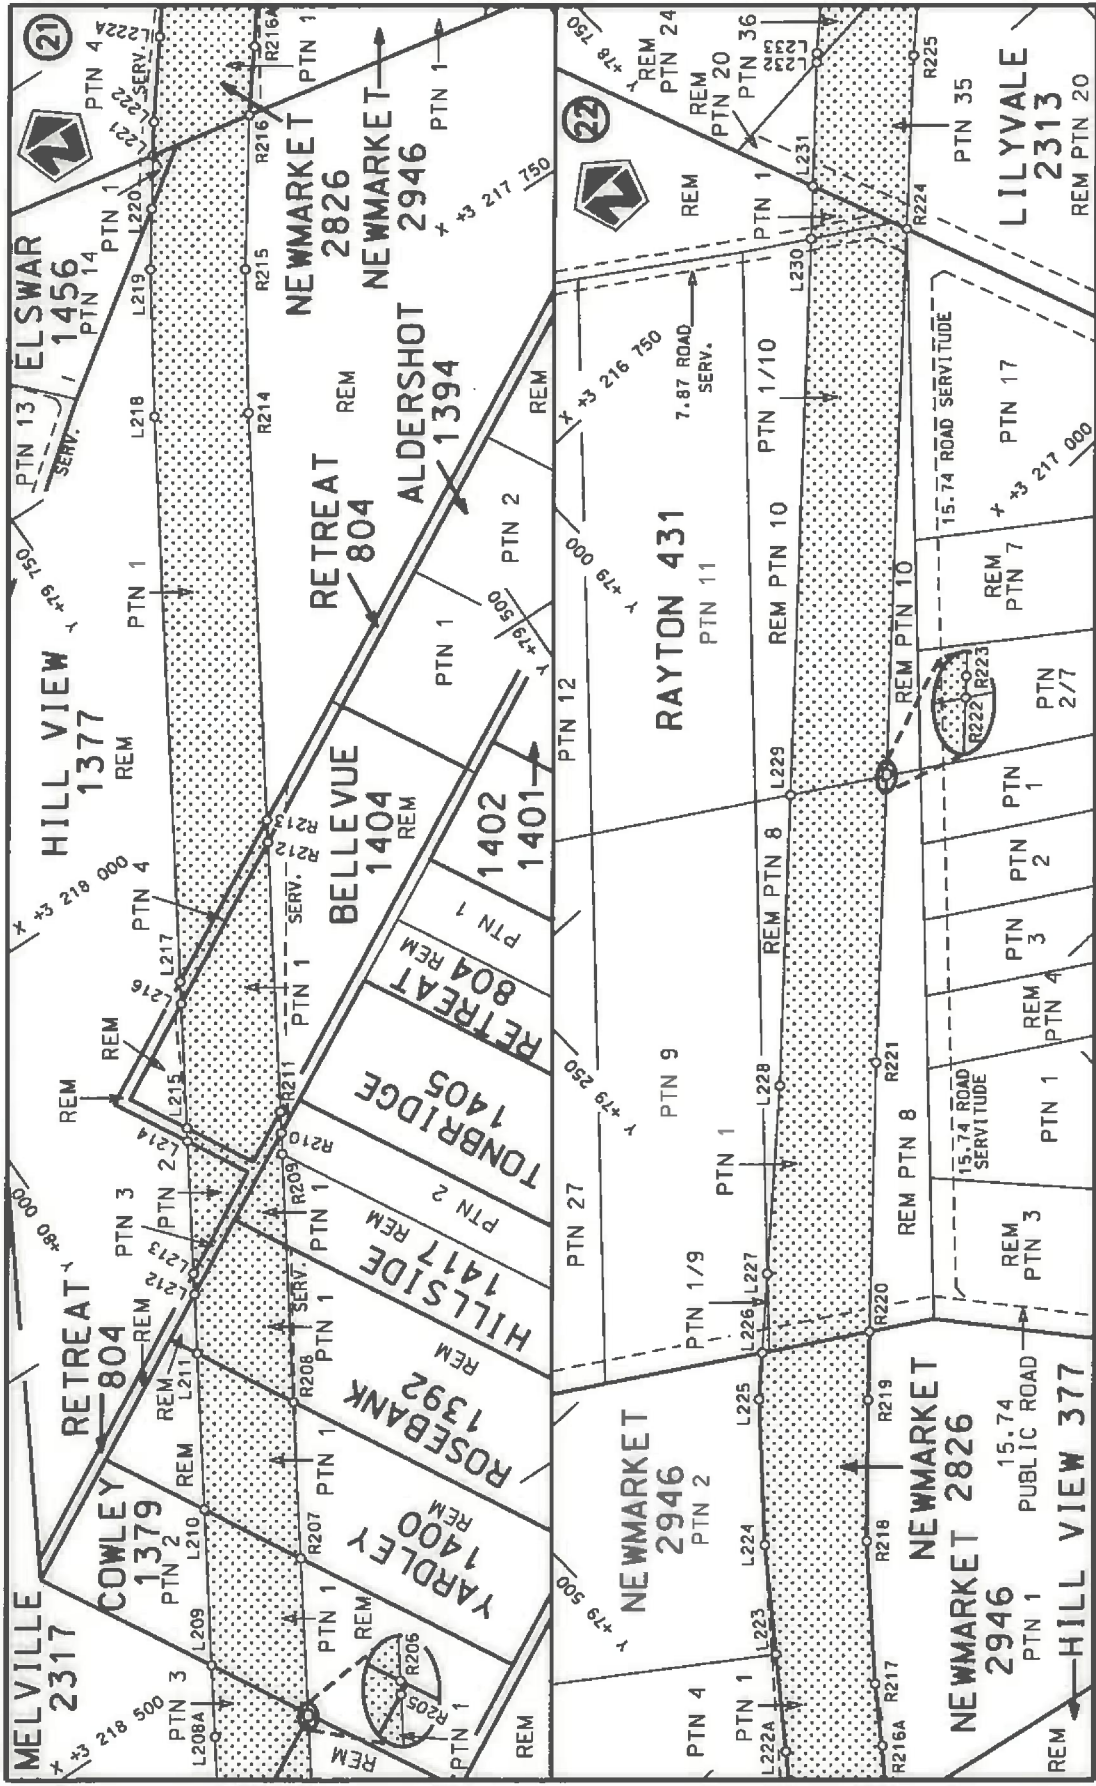 21
MELVILLE
2317
X +3 218 500
PTN 3
L208A
L209
COWLEY
1379
PTN 2
L210
REM
RETREAT
804
REM
REM
L211
Y +80 000
L212
L213
PTN 3
PTN 2
L214
L215
REM
REM
L216
L217
PTN 4
X +3 218 000
HILL VIEW
1377
REM
PTN 1
Y +79 750
L218
PTN 13
SERV.
ELSWAR
1456
PTN 14
L219
L220
PTN 1
L221
L222
PTN 4
SERV
L222A
R216A
PTN 1
R216
NEWMARKET
2826
NEWMARKET
2946
PTN 1
X +3 217 750
R215
R214
REM
ALDERSHOT
1394
REM
RETREAT
804
PTN 2
PTN 1
Y +79 500
R213
R212
SERV.
PTN 1
BELLEVUE
1404
REM
1402
1401
PTN 1
RETREAT
804 REM
TONBRIDGE
1405
R211
R210
R209
PTN 1
PTN 2
HILLSIDE
1417 REM
SERV.
PTN 1
R208
REM
ROSEBANK
1392
PTN 1
R207
YARDLEY
1400
REM
PTN 1
REM
R206
R205
PTN 1
REM
REM
22
PTN 4
PTN 1
L222A
L223
Y +79 500
NEWMARKET
2946
PTN 2
L224
L225
L226
PTN 1/9
L227
PTN 27
PTN 1
L228
PTN 9
Y +79 250
REM PTN 8
L229
PTN 12
RAYTON 431
PTN 11
REM PTN 10
PTN 1/10
Y +79 000
X +3 216 750
7.87 ROAD
SERV.
L230
PTN 1
L231
REM
REM
PTN 20
PTN 36
L232
L233
REM
PTN 24
Y +78 750
R225
PTN 35
R224
LILYVALE
2313
REM PTN 20
15.74 ROAD SERVITUDE
PTN 17
X +3 217 000
REM
PTN 7
REM PTN 10
R223
R222
PTN
2/7
PTN
1
PTN
2
PTN
3
REM
PTN 4
R221
15.74 ROAD
SERVITUDE
PTN 1
REM PTN 8
REM
PTN 3
R220
R219
15.74
PUBLIC ROAD
NEWMARKET
2826
R218
NEWMARKET
2946
PTN 1
R217
R216A
HILL VIEW 377
REM